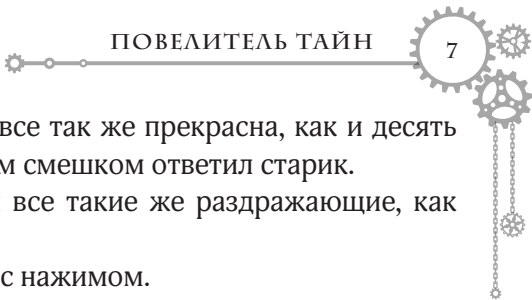 ПОВЕЛИТЕЛЬ ТАЙН
7
все так же прекрасна, как и десять
м смешком ответил старик.
все такие же раздражающие, как
с нажимом.